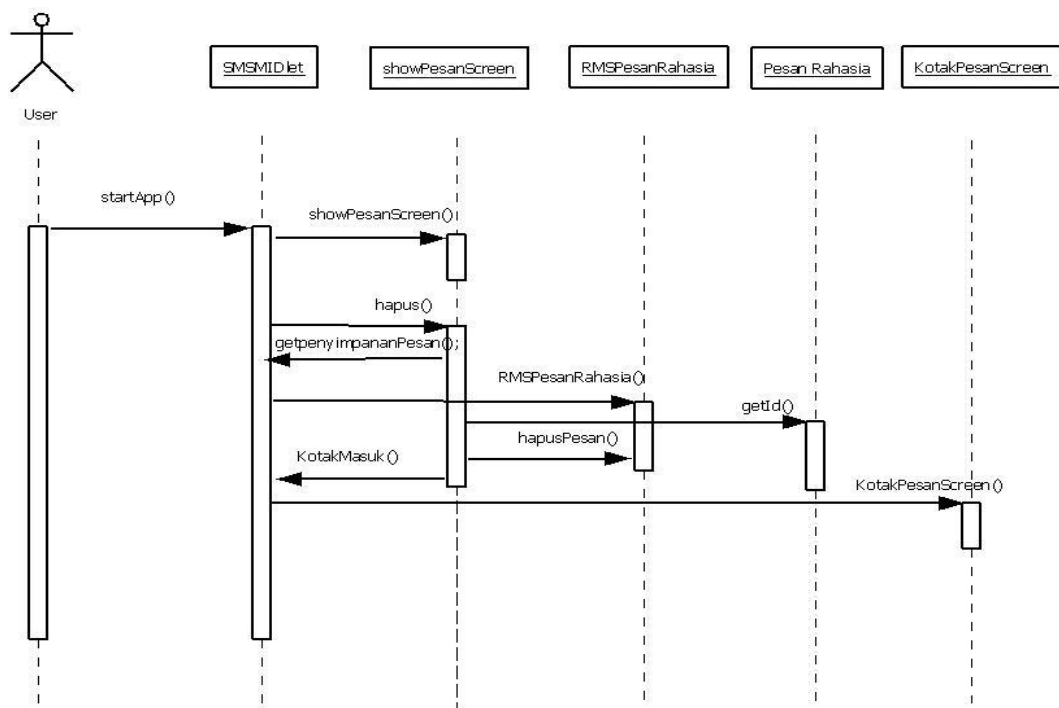 SMSMIDlet
showPesanScreen
RMSPesanRahasia
Pesan Rahasia
KotakPesanScreen
User
startApp()
showPesanScreen()
hapus()
getpenyimpananPesan();
RMSPesanRahasia()
getId()
hapusPesan()
KotakMasuk()
KotakPesanScreen()